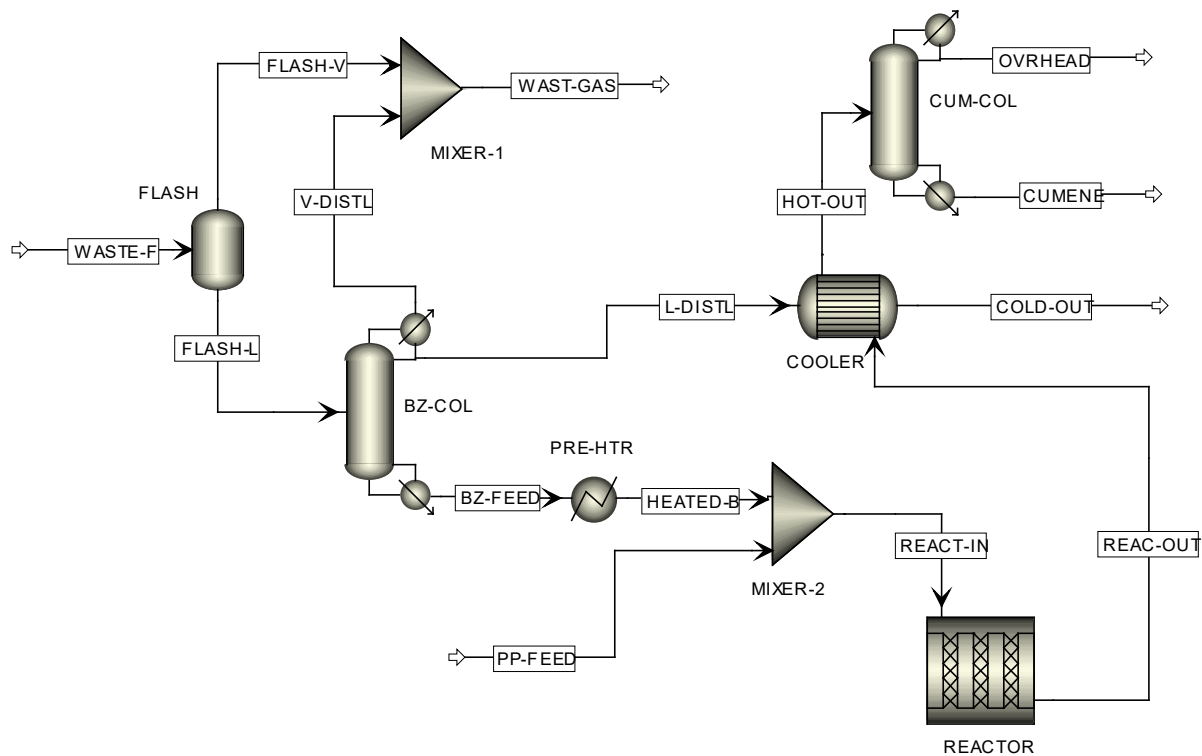 FLASH-V
WAST-GAS
OVRHEAD
CUM-COL
MIXER-1
FLASH
V-DISTL
HOT-OUT
CUMENE
WASTE-F
L-DISTL
COLD-OUT
FLASH-L
COOLER
BZ-COL
PRE-HTR
BZ-FEED
HEATED-B
REACT-IN
REAC-OUT
MIXER-2
PP-FEED
REACTOR